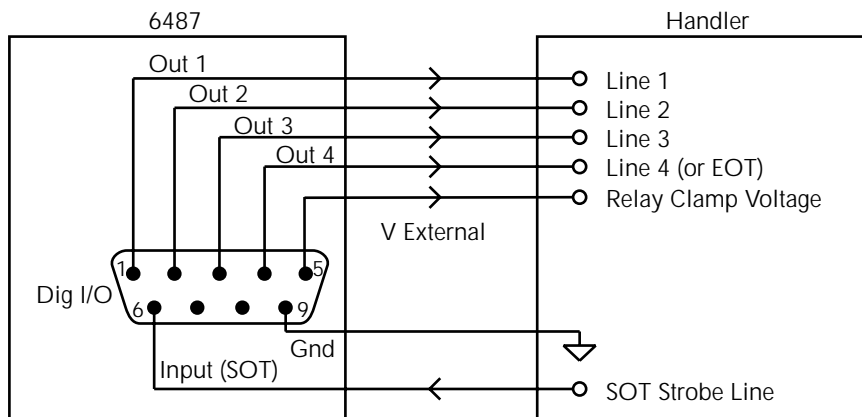 6487
Handler
Out 1
Line 1
Out 2
Line 2
Out 3
Line 3
Out 4
Line 4 (or EOT)
Relay Clamp Voltage
V External
1
5
Dig I/O
6
9
Gnd
Input (SOT)
SOT Strobe Line